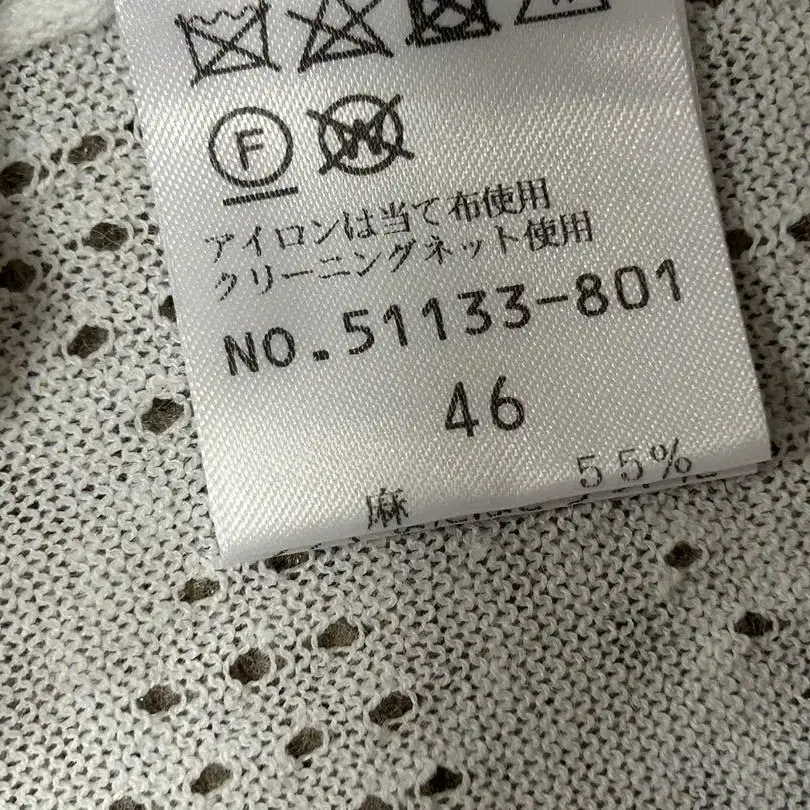 F W
アイロンは当て布使用
クリーニングネット使用
NO.51133-801
46
麻 55%